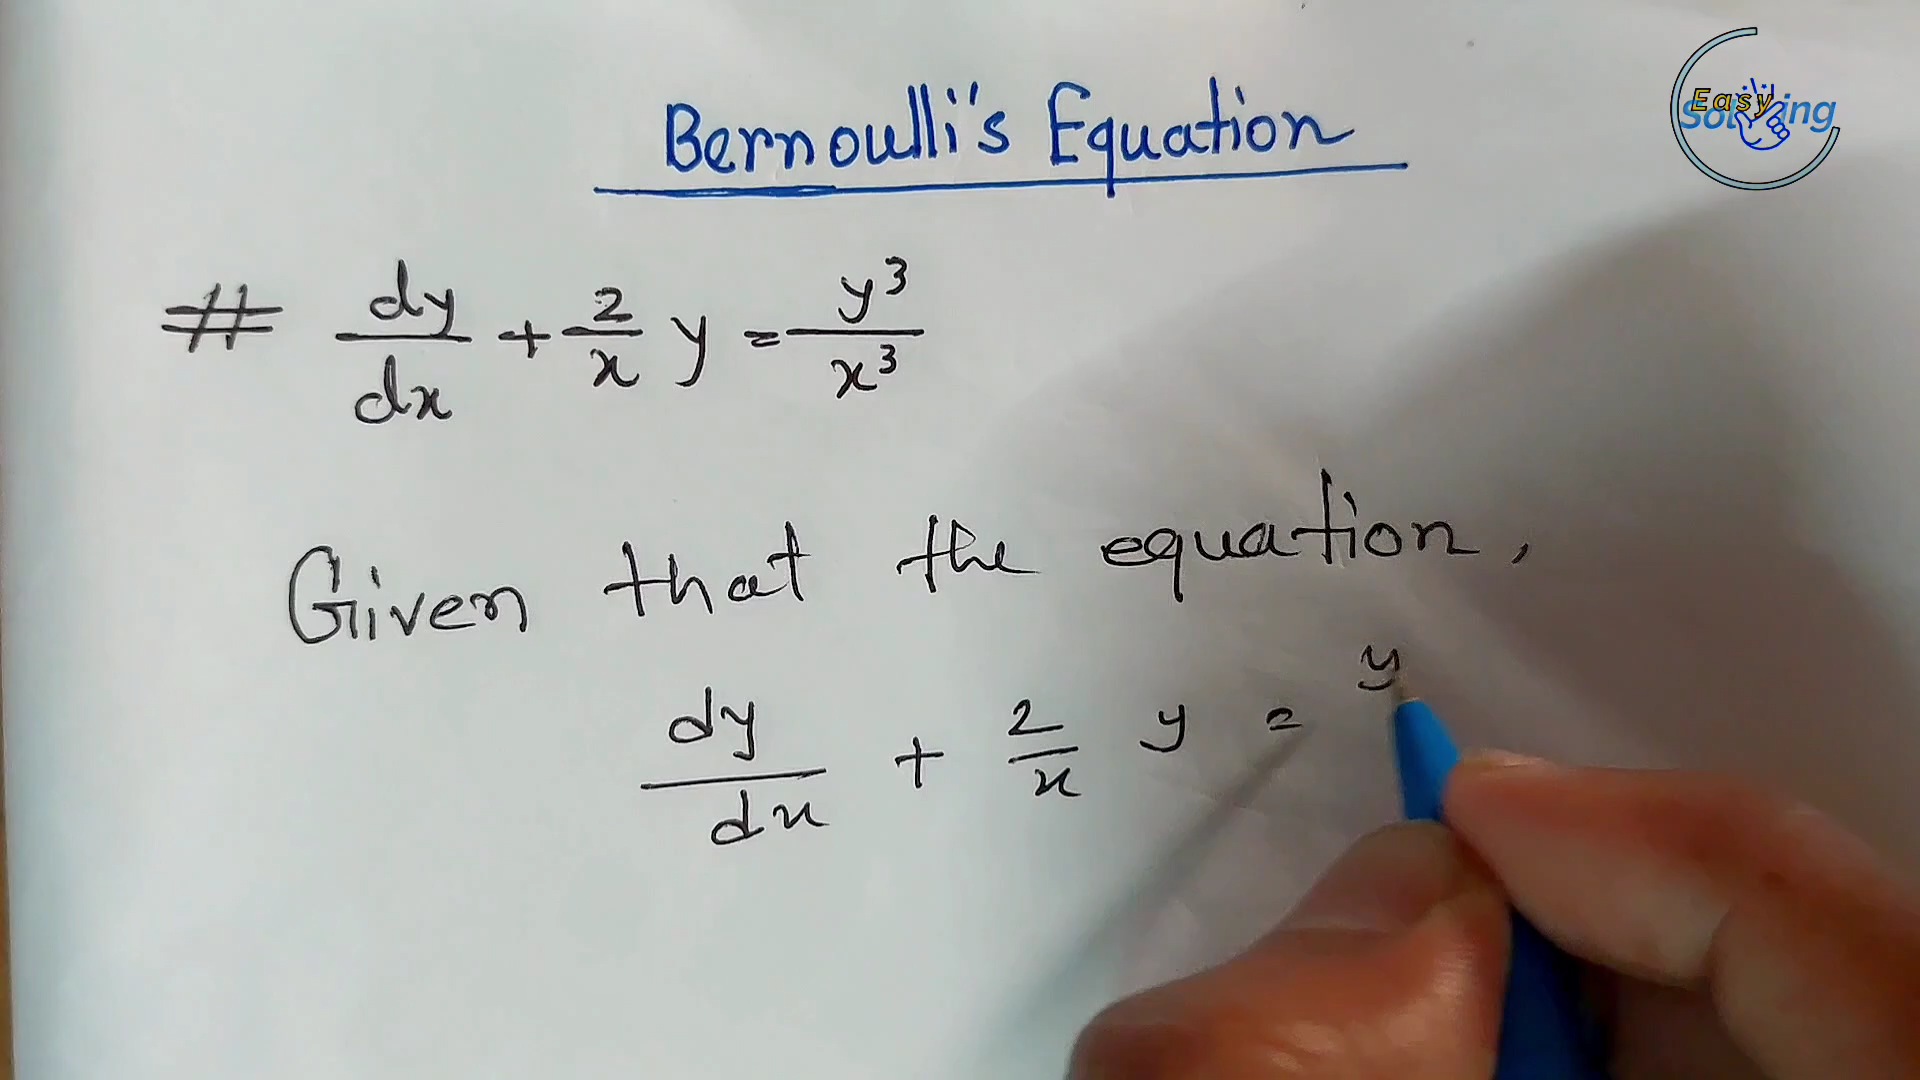 Easy
Solving
Bernoulli's Equation
# dy/dx + 2/x y = y³/x³
Given that the equation,
dy/dx + 2/x y = y